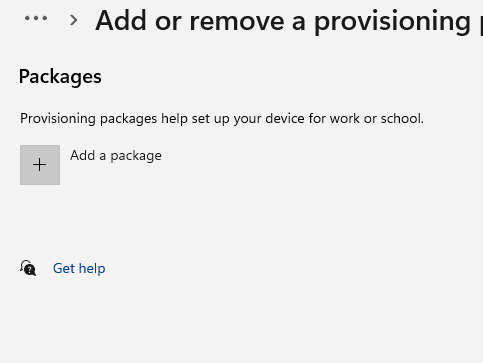 Add or remove a provisioning
Packages
Provisioning packages help set up your device for work or school.
Add a package
Get help